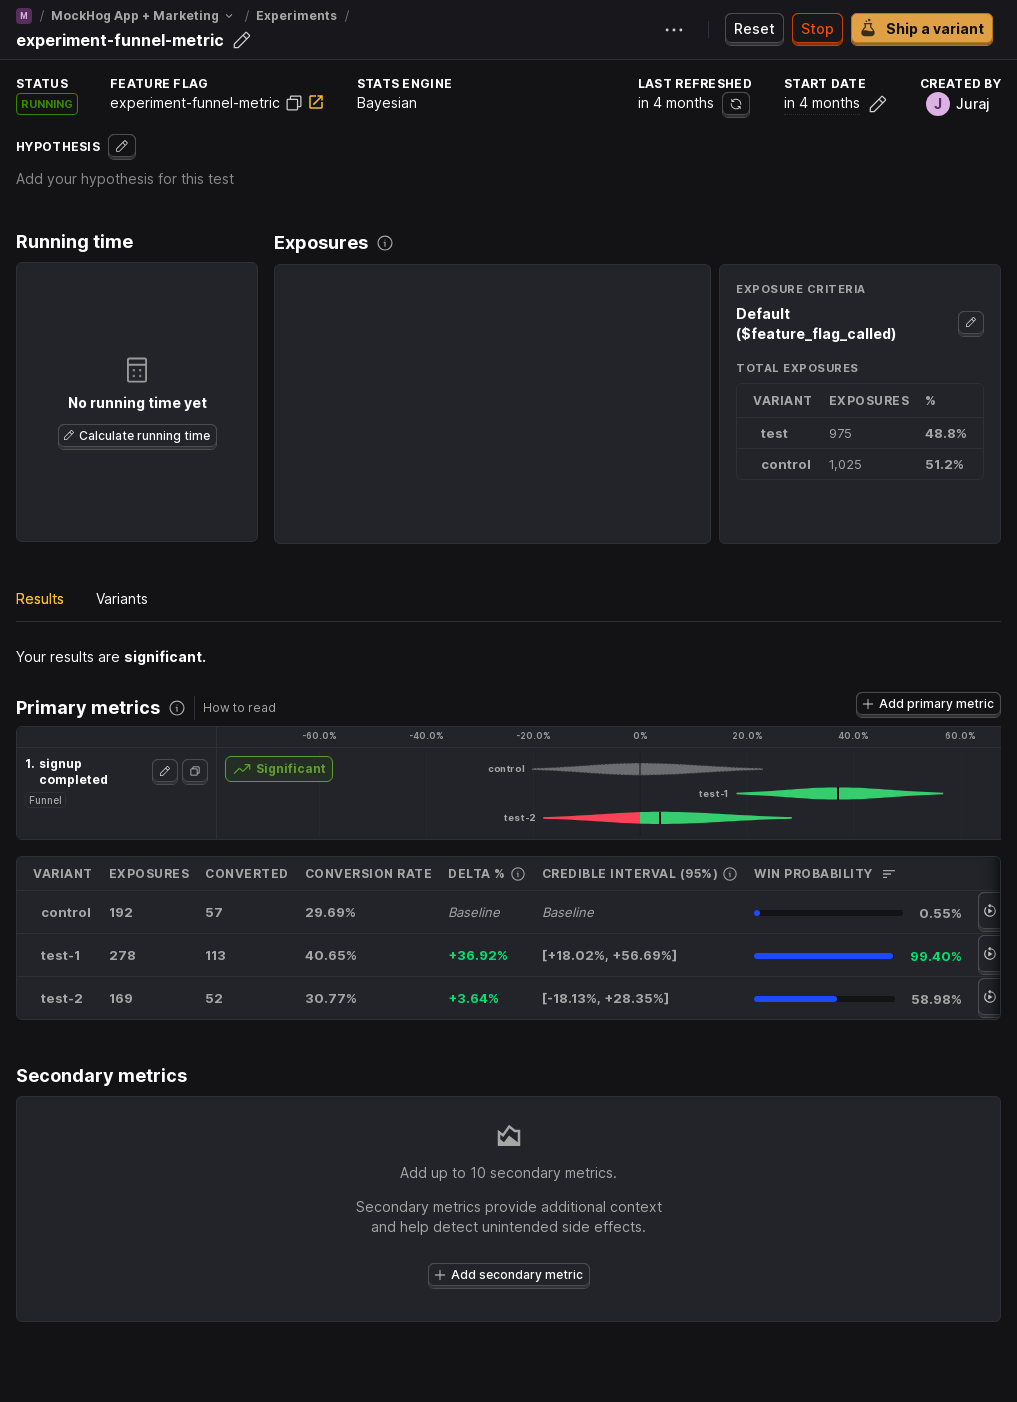 M / MockHog App + Marketing / Experiments /
experiment-funnel-metric
Reset Stop Ship a variant
STATUS FEATURE FLAG STATS ENGINE LAST REFRESHED START DATE CREATED BY
RUNNING experiment-funnel-metric Bayesian in 4 months in 4 months J Juraj
HYPOTHESIS
Add your hypothesis for this test
Running time Exposures
No running time yet
Calculate running time
EXPOSURE CRITERIA
Default
($feature_flag_called)
TOTAL EXPOSURES
VARIANT EXPOSURES %
test 975 48.8%
control 1,025 51.2%
Results Variants
Your results are significant.
Primary metrics How to read Add primary metric
-60.0% -40.0% -20.0% 0% 20.0% 40.0% 60.0%
1. signup
completed
Funnel
Significant
control
test-1
test-2
VARIANT EXPOSURES CONVERTED CONVERSION RATE DELTA % CREDIBLE INTERVAL (95%) WIN PROBABILITY
control 192 57 29.69% Baseline Baseline 0.55%
test-1 278 113 40.65% +36.92% [+18.02%, +56.69%] 99.40%
test-2 169 52 30.77% +3.64% [-18.13%, +28.35%] 58.98%
Secondary metrics
Add up to 10 secondary metrics.
Secondary metrics provide additional context
and help detect unintended side effects.
Add secondary metric